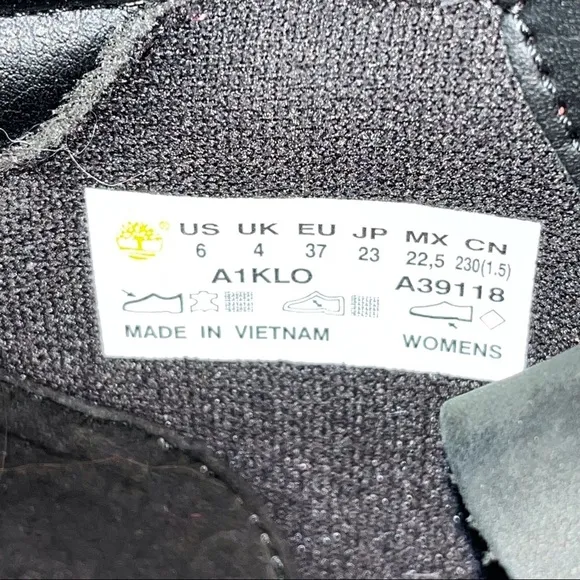 US UK EU JP MX CN
6 4 37 23 22,5 230(1.5)
A1KLO A39118
MADE IN VIETNAM WOMENS